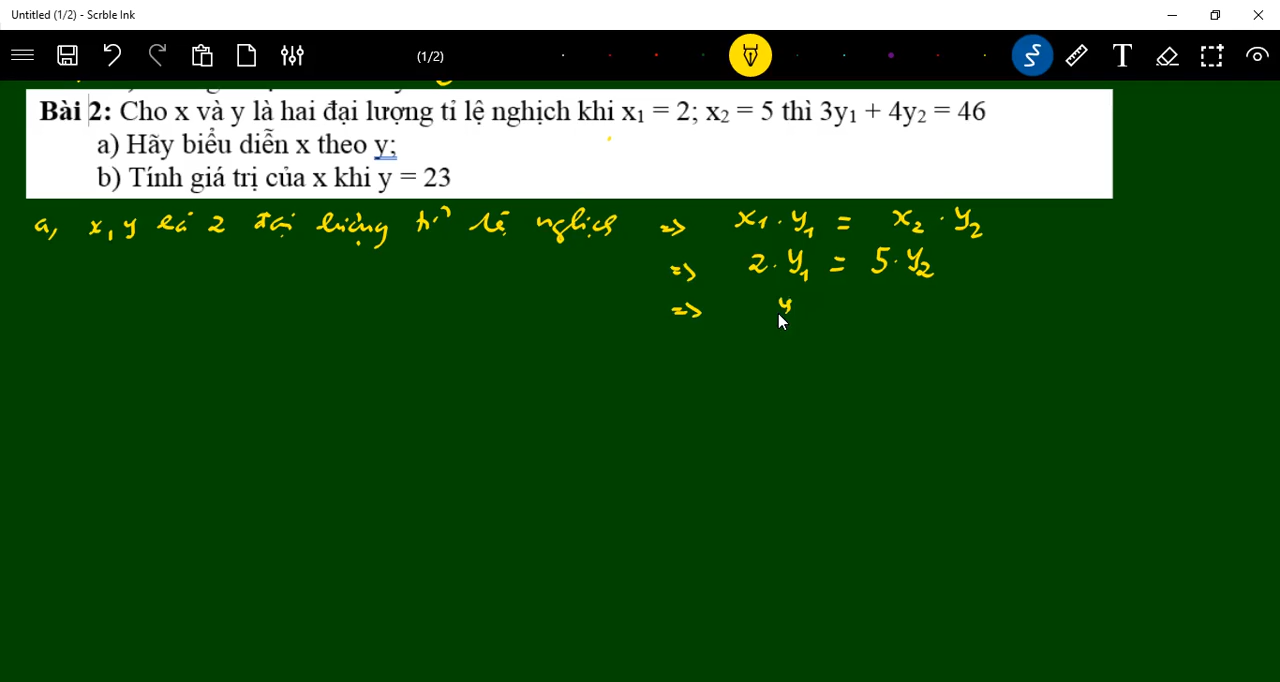 Untitled (1/2) - Scrble Ink
(1/2)
T
Bài 2: Cho x và y là hai đại lượng tỉ lệ nghịch khi x₁ = 2; x₂ = 5 thì 3y₁ + 4y₂ = 46
a) Hãy biểu diễn x theo y;
b) Tính giá trị của x khi y = 23
a, x, y là 2 đại lượng tỉ lệ nghịch => x₁ . y₁ = x₂ . y₂
=> 2 . y₁ = 5 . y₂
=> y